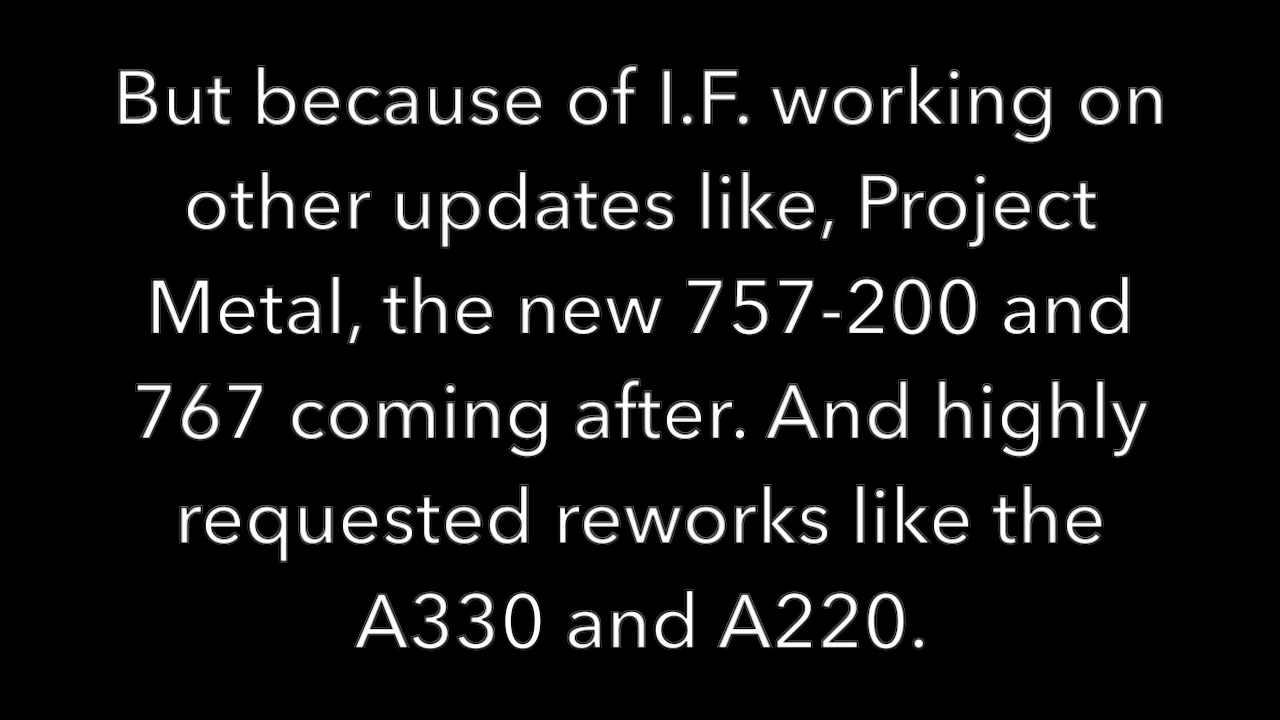 But because of I.F. working on
other updates like, Project
Metal, the new 757-200 and
767 coming after. And highly
requested reworks like the
A330 and A220.